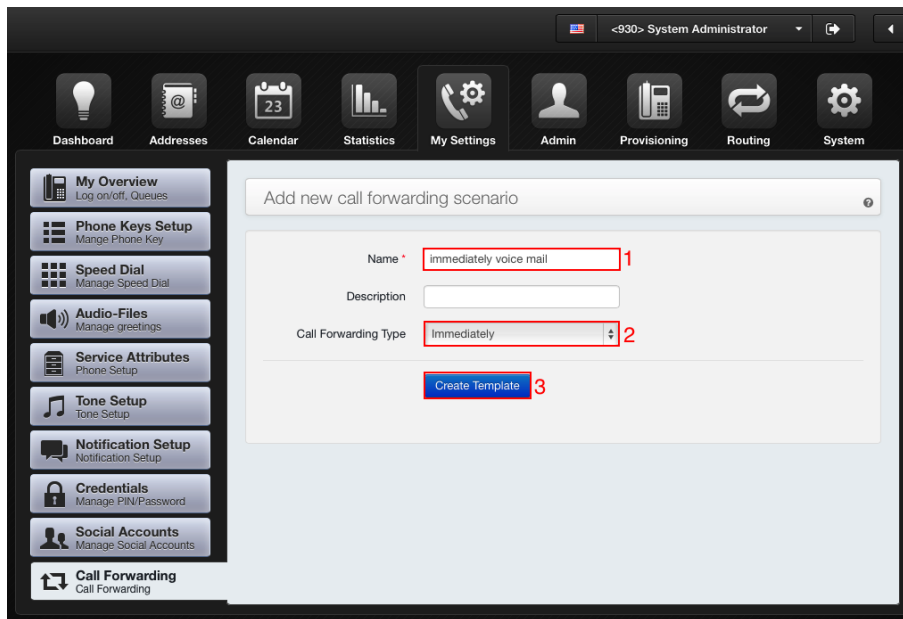 <930> System Administrator
23
Dashboard Addresses Calendar Statistics My Settings Admin Provisioning Routing System
My Overview
Log on/off, Queues
Phone Keys Setup
Mange Phone Key
Speed Dial
Manage Speed Dial
Audio-Files
Manage greetings
Service Attributes
Phone Setup
Tone Setup
Tone Setup
Notification Setup
Notification Setup
Credentials
Manage PIN/Password
Social Accounts
Manage Social Accounts
Call Forwarding
Call Forwarding
Add new call forwarding scenario
Name * immediately voice mail 1
Description
Call Forwarding Type Immediately 2
Create Template 3